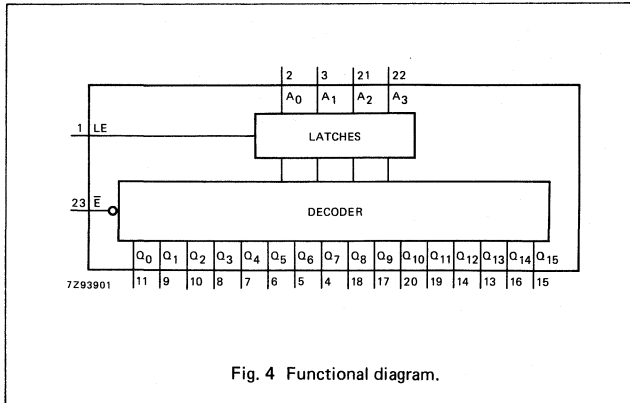 2 3 21 22
A0 A1 A2 A3
1 LE
LATCHES
23 E̅
DECODER
Q0 Q1 Q2 Q3 Q4 Q5 Q6 Q7 Q8 Q9 Q10 Q11 Q12 Q13 Q14 Q15
7Z93901 11 9 10 8 7 6 5 4 18 17 20 19 14 13 16 15
Fig. 4 Functional diagram.